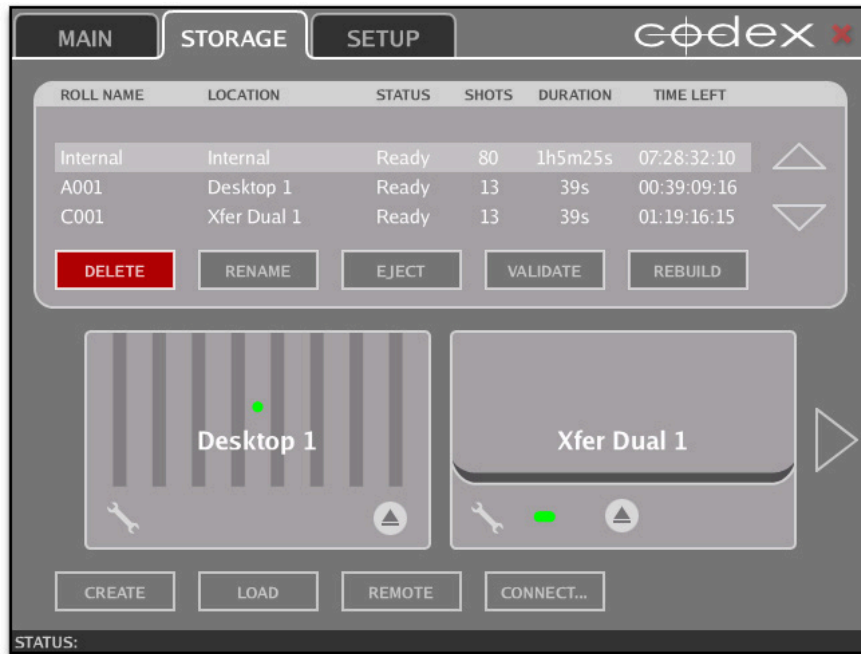 MAIN STORAGE SETUP codex
ROLL NAME LOCATION STATUS SHOTS DURATION TIME LEFT
Internal Internal Ready 80 1h5m25s 07:28:32:10
A001 Desktop 1 Ready 13 39s 00:39:09:16
C001 Xfer Dual 1 Ready 13 39s 01:19:16:15
DELETE RENAME EJECT VALIDATE REBUILD
Desktop 1 Xfer Dual 1
CREATE LOAD REMOTE CONNECT...
STATUS: